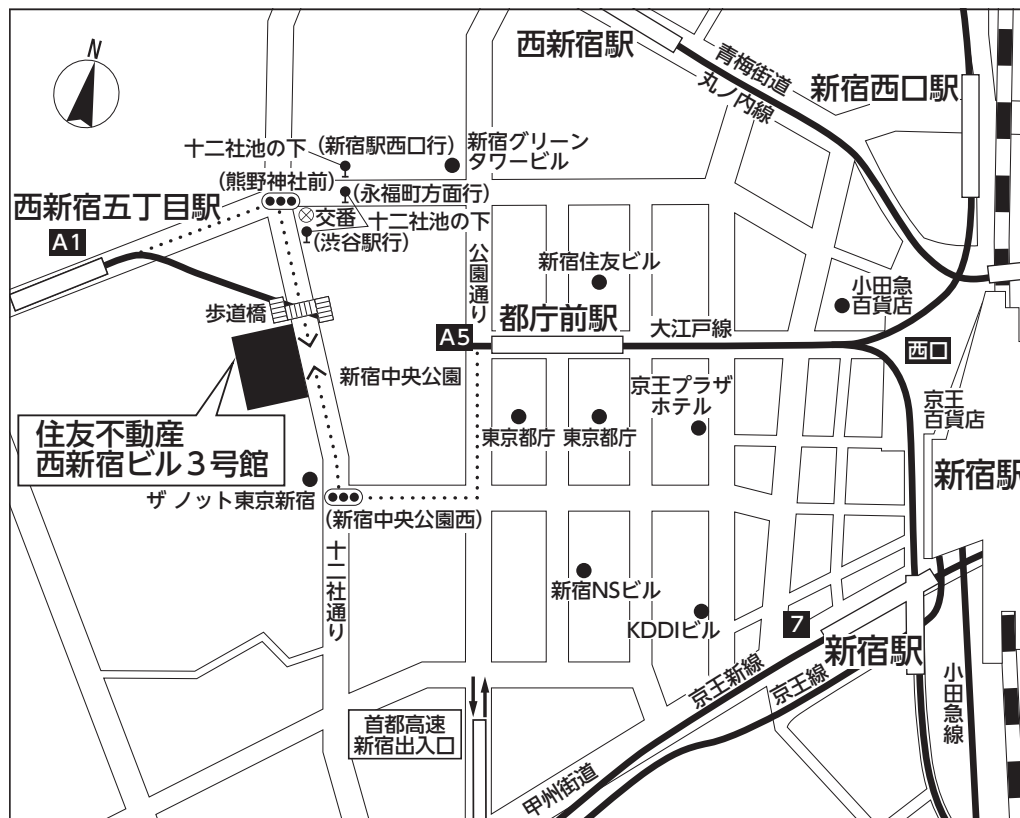 N
西新宿駅
青梅街道
丸ノ内線
新宿西口駅
十二社池の下
(新宿駅西口行)
新宿グリーン
タワービル
(熊野神社前)
(永福町方面行)
西新宿五丁目駅
交番
十二社池の下
(渋谷駅行)
A1
公園通り
新宿住友ビル
小田急
百貨店
歩道橋
A5
都庁前駅
大江戸線
西口
新宿中央公園
京王プラザ
ホテル
京王
百貨店
東京都庁
東京都庁
住友不動産
西新宿ビル3号館
新宿駅
ザ ノット東京新宿
(新宿中央公園西)
十二社通り
新宿NSビル
KDDIビル
7
新宿駅
京王新線
京王線
小田急線
首都高速
新宿出入口
甲州街道